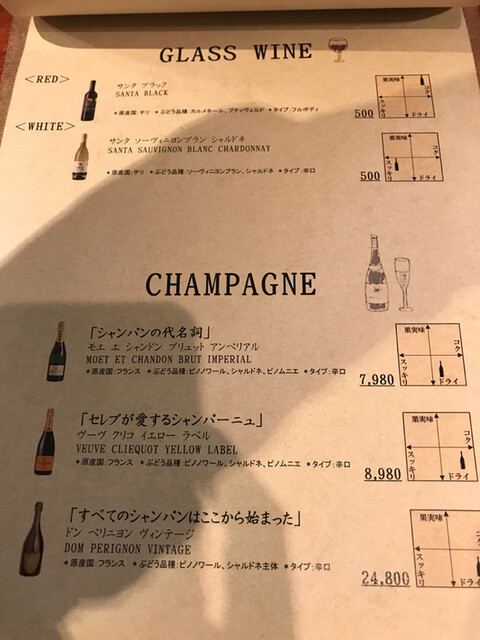 GLASS WINE
<RED>
サンタ ブラック
SANTA BLACK
*原産国:チリ *ぶどう品種:カルメネール、プティヴェルド *タイプ:フルボディ
500
果実味
コク
スッキリ
ドライ
<WHITE>
サンタ ソーヴィニヨンブラン シャルドネ
SANTA SAUVIGNON BLANC CHARDONNAY
*原産国:チリ *ぶどう品種:ソーヴィニヨンブラン、シャルドネ *タイプ:辛口
500
果実味
コク
スッキリ
ドライ
CHAMPAGNE
「シャンパンの代名詞」
モエ エ シャンドン ブリュット アンペリアル
MOET ET CHANDON BRUT IMPERIAL
*原産国:フランス *ぶどう品種:ピノノワール、シャルドネ、ピノムニエ *タイプ:辛口
7,980
果実味
コク
スッキリ
ドライ
「セレブが愛するシャンパーニュ」
ヴーヴ クリコ イエロー ラベル
VEUVE CLIEQUOT YELLOW LABEL
*原産国:フランス *ぶどう品種:ピノノワール、シャルドネ、ピノムニエ *タイプ:辛口
8,980
果実味
コク
スッキリ
ドライ
「すべてのシャンパンはここから始まった」
ドン ペリニヨン ヴィンテージ
DOM PERIGNON VINTAGE
*原産国:フランス *ぶどう品種:ピノノワール、シャルドネ主体 *タイプ:辛口
24,800
果実味
スッキリ
ドライ